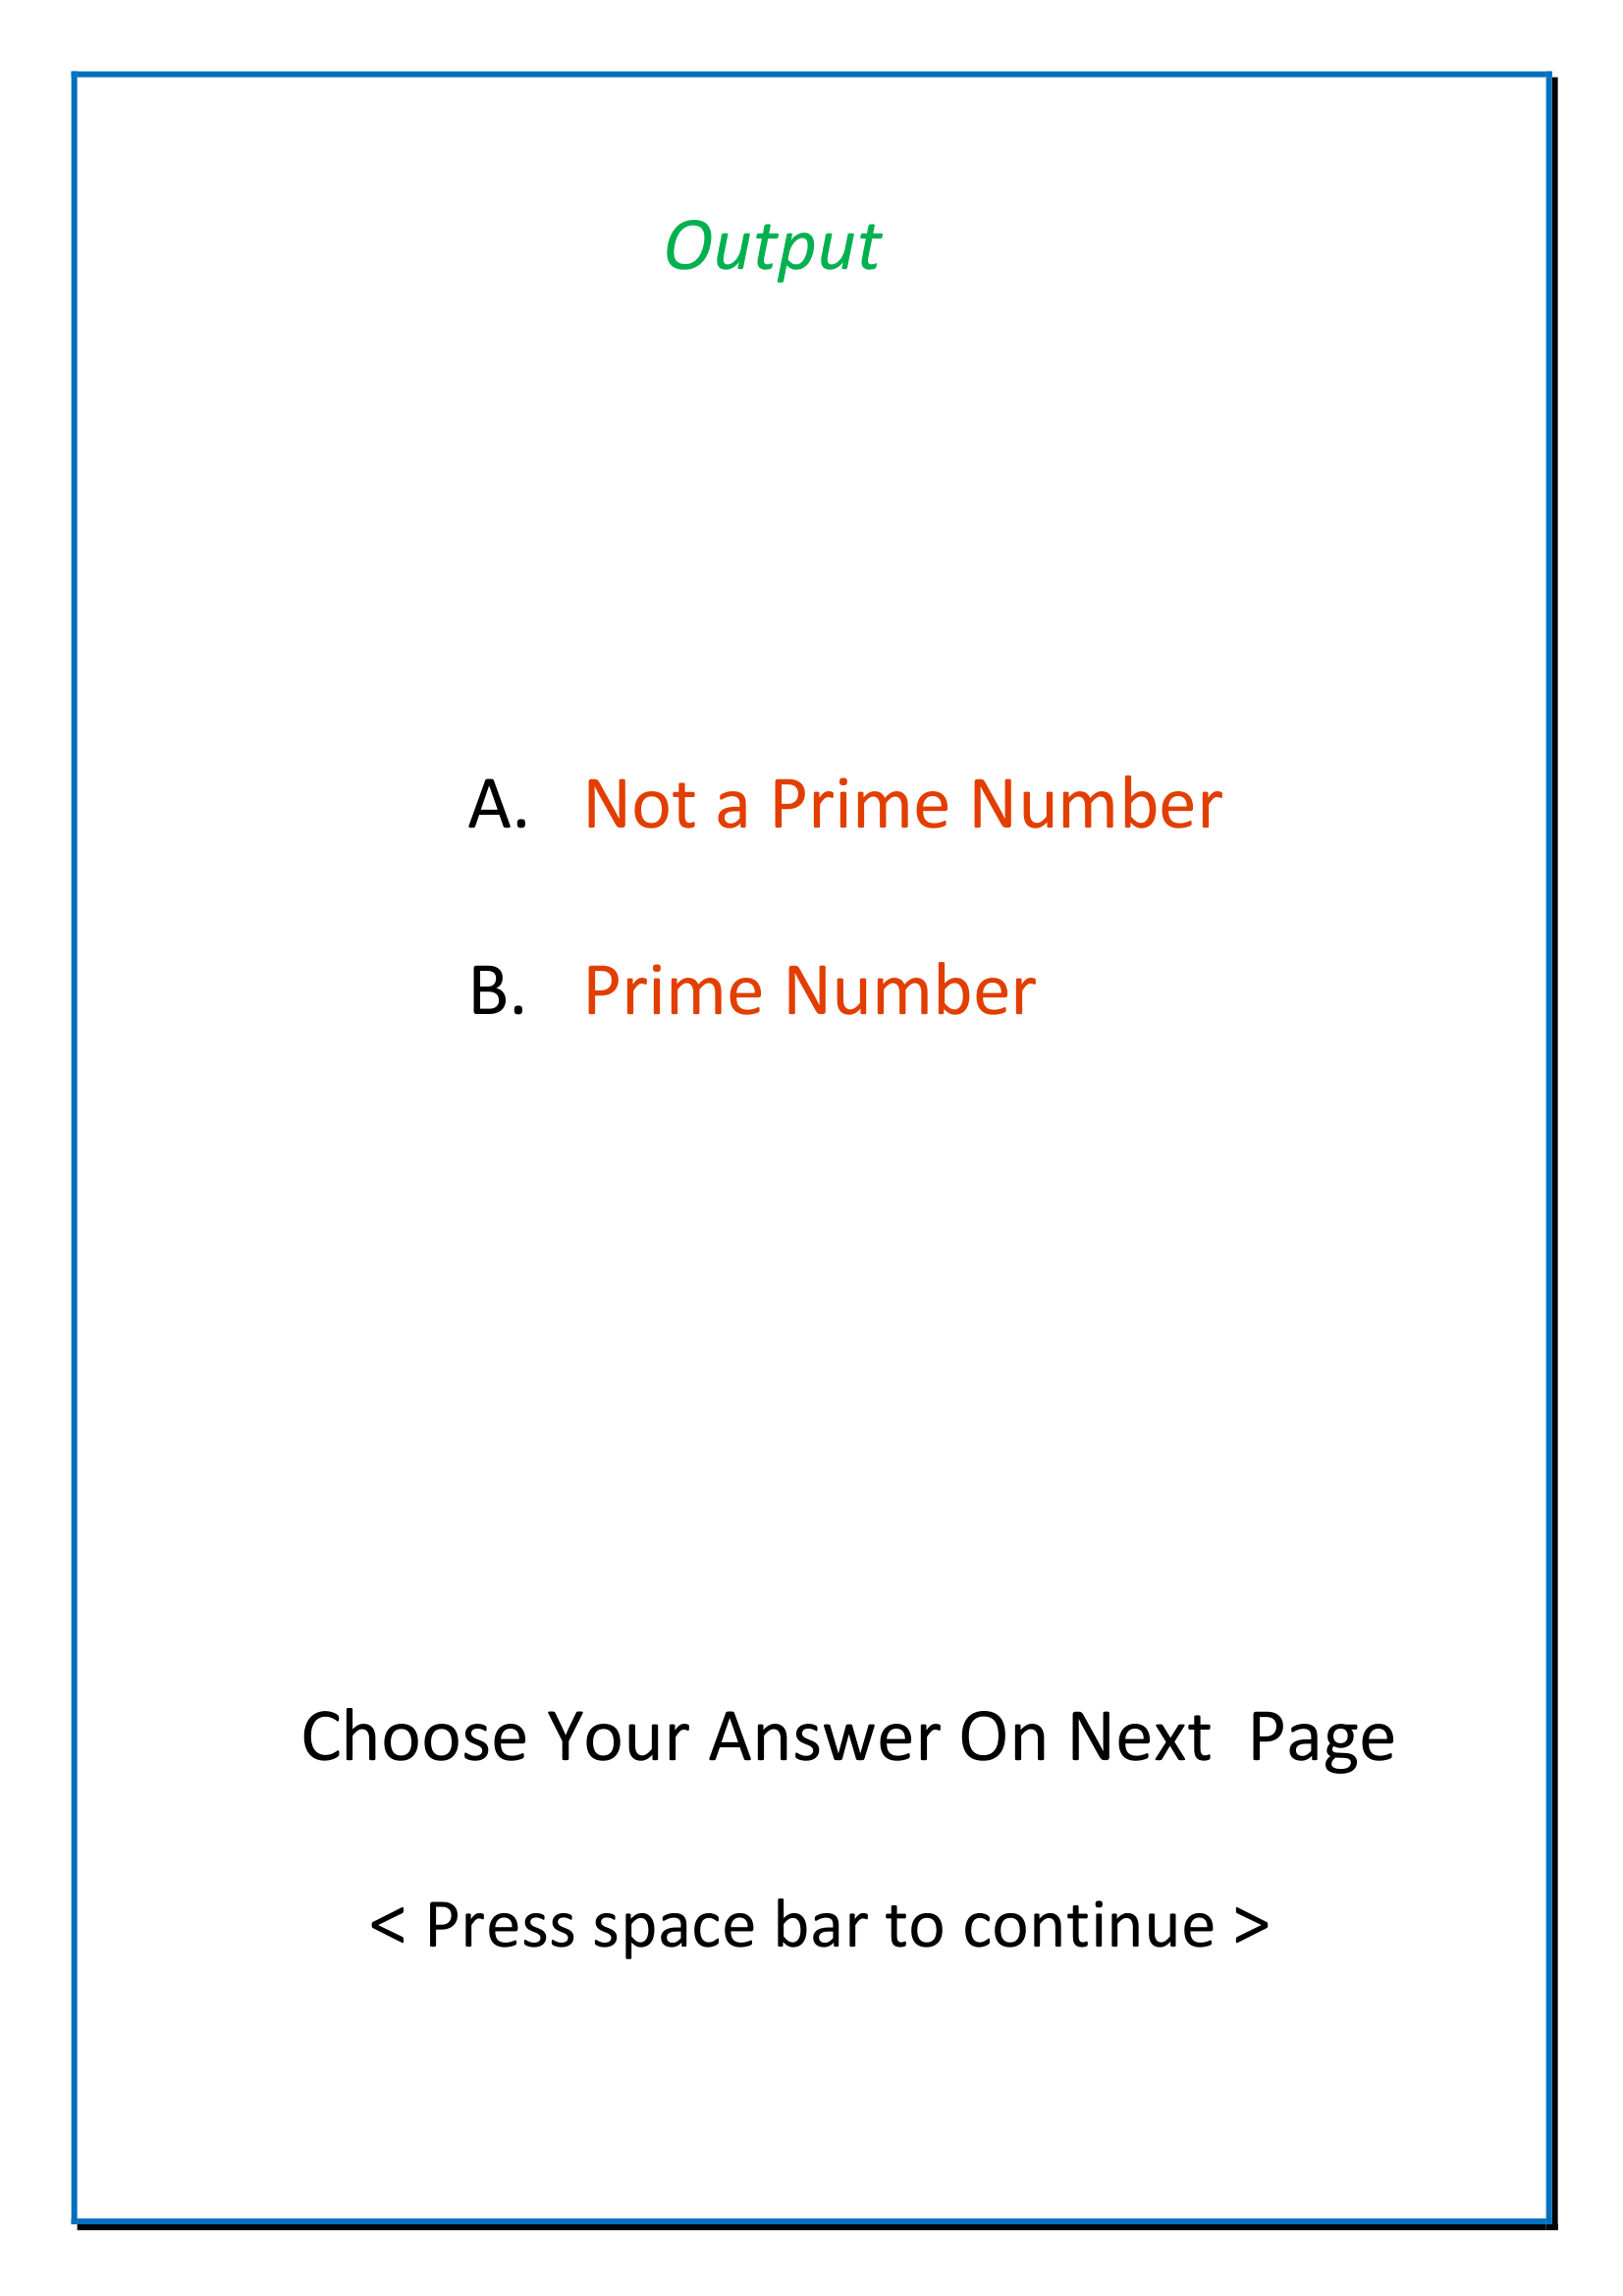 Output
A. Not a Prime Number
B. Prime Number
Choose Your Answer On Next  Page
< Press space bar to continue >